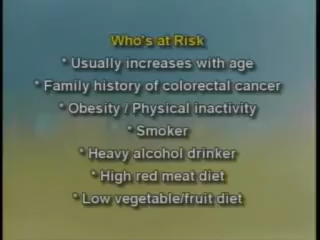 Who's at Risk
* Usually increases with age
* Family history of colorectal cancer
* Obesity / Physical inactivity
* Smoker
* Heavy alcohol drinker
* High red meat diet
* Low vegetable/fruit diet